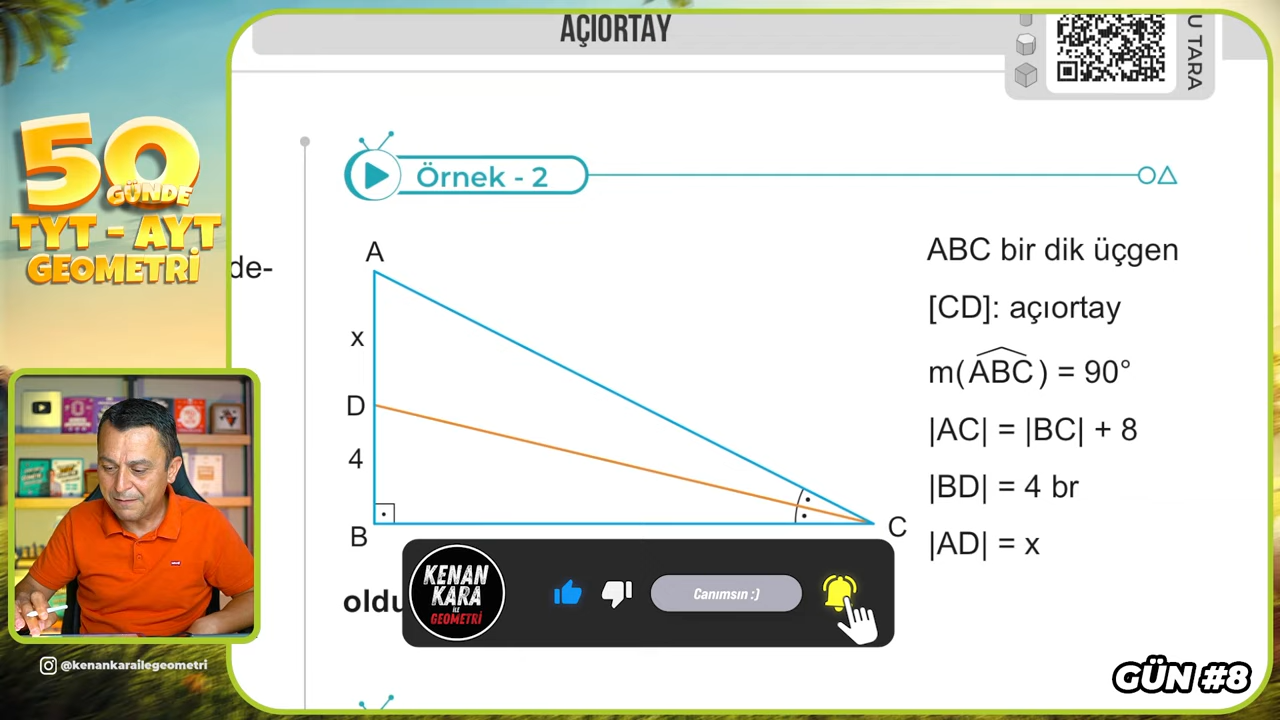 AÇIORTAY
U TARA
50
GÜNDE
TYT - AYT
GEOMETRİ
de-
Örnek - 2
A
x
D
4
B
C
ABC bir dik üçgen
[CD]: açıortay
m(ABC) = 90°
|AC| = |BC| + 8
|BD| = 4 br
|AD| = x
oldu
KENAN
KARA
İLE
GEOMETRİ
Canımsın :)
@kenankarailegeometri
GÜN #8